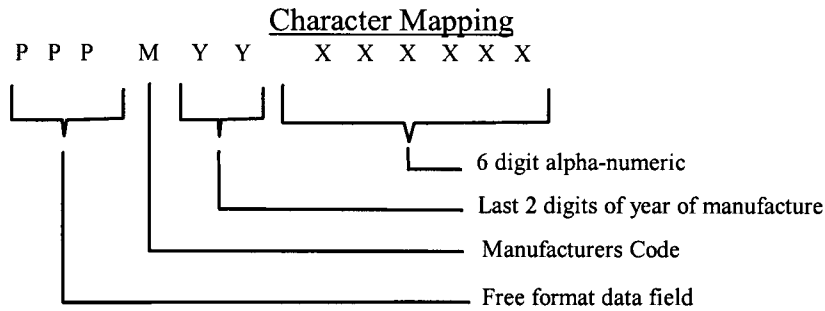 Character Mapping
P P P M Y Y X X X X X X
6 digit alpha-numeric
Last 2 digits of year of manufacture
Manufacturers Code
Free format data field